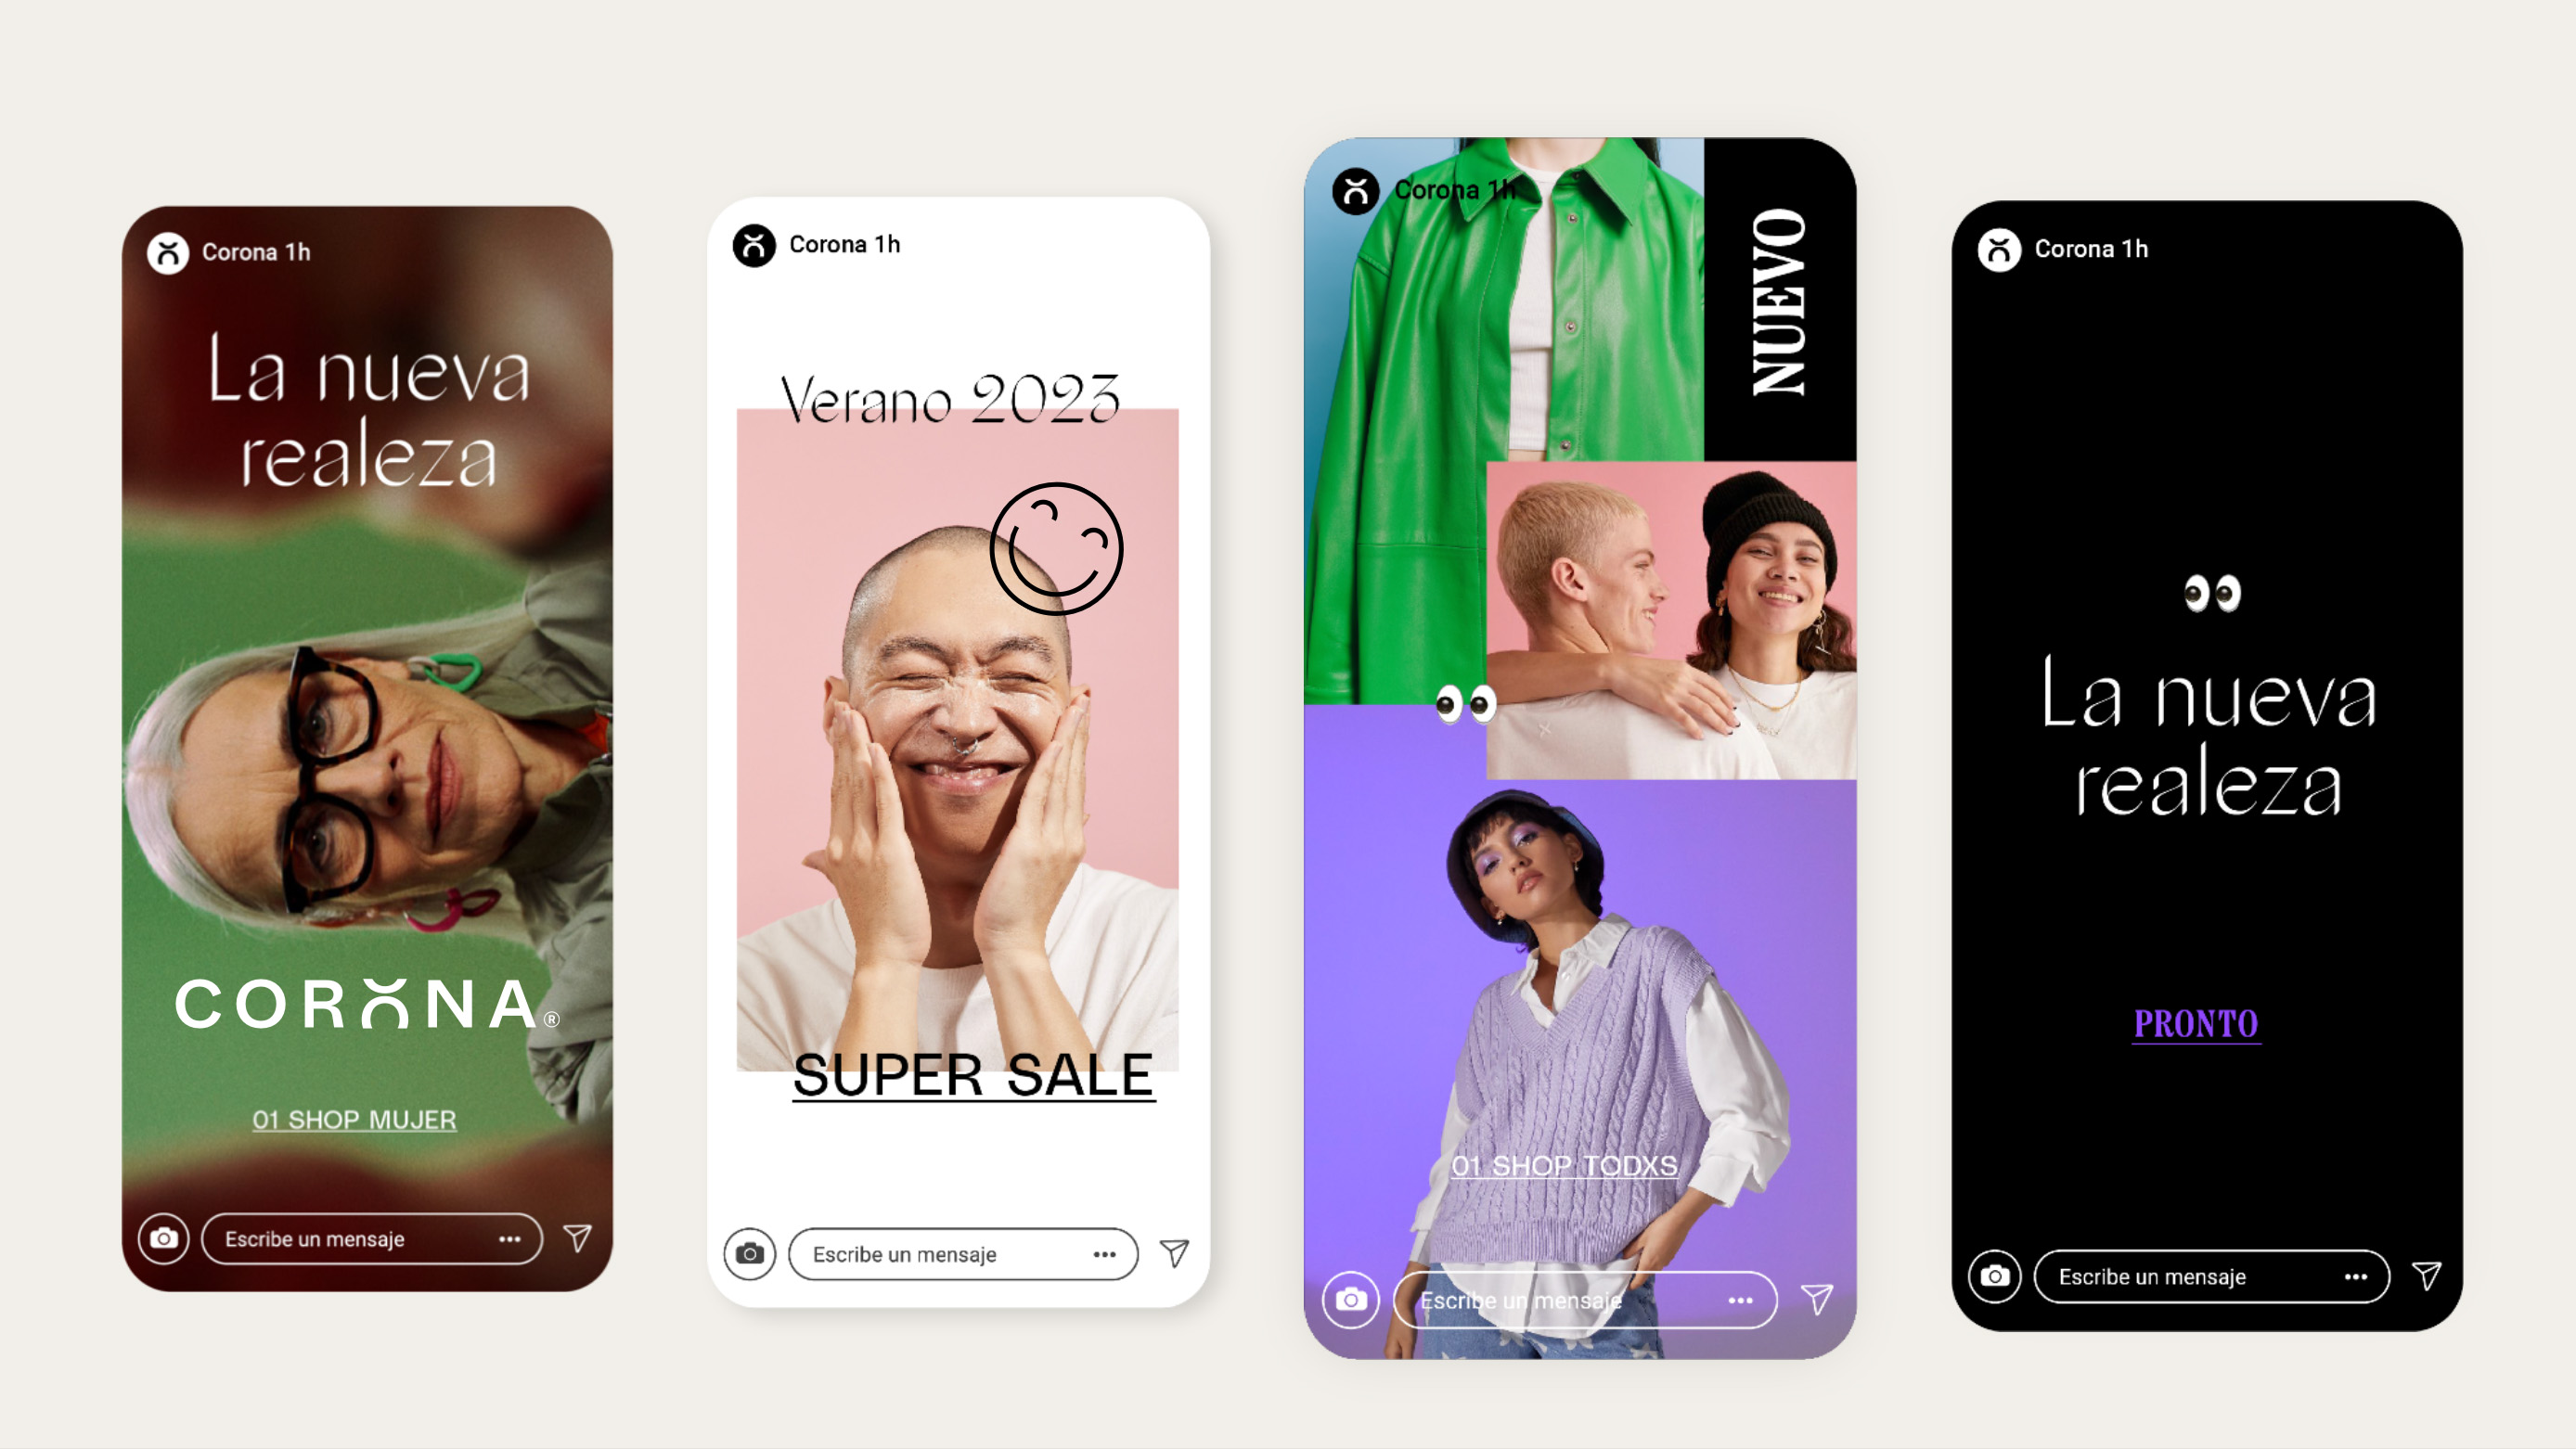 Corona 1h
La nueva
realeza
CORONA®
01 SHOP MUJER
Escribe un mensaje
Corona 1h
Verano 2023
SUPER SALE
Escribe un mensaje
Corona 1h
NUEVO
01 SHOP TODXS
Escribe un mensaje
Corona 1h
La nueva
realeza
PRONTO
Escribe un mensaje